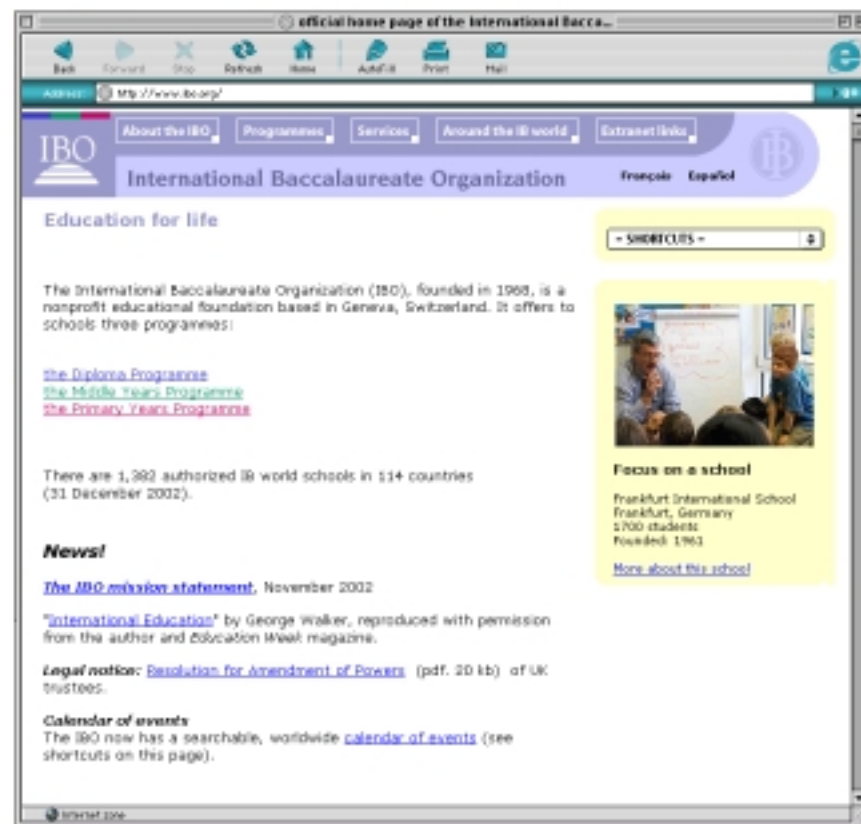 official home page of the International Bacca...
Back Forward Stop Refresh Home AutoFill Print Mail
Address: http://www.ibo.org/ go
IBO
About the IBO Programmes Services Around the IB world Extranet links
International Baccalaureate Organization Français Español
Education for life
- SHORTCUTS -
The International Baccalaureate Organization (IBO), founded in 1968, is a
nonprofit educational foundation based in Geneva, Switzerland. It offers to
schools three programmes:
the Diploma Programme
the Middle Years Programme
the Primary Years Programme
There are 1,382 authorized IB world schools in 114 countries
(31 December 2002).
News!
The IBO mission statement, November 2002
"International Education" by George Walker, reproduced with permission
from the author and Education Week magazine.
Legal notice: Resolution for Amendment of Powers (pdf. 20 kb) of UK
trustees.
Calendar of events
The IBO now has a searchable, worldwide calendar of events (see
shortcuts on this page).
Focus on a school
Frankfurt International School
Frankfurt, Germany
1700 students
Founded: 1961
More about this school
Internet zone